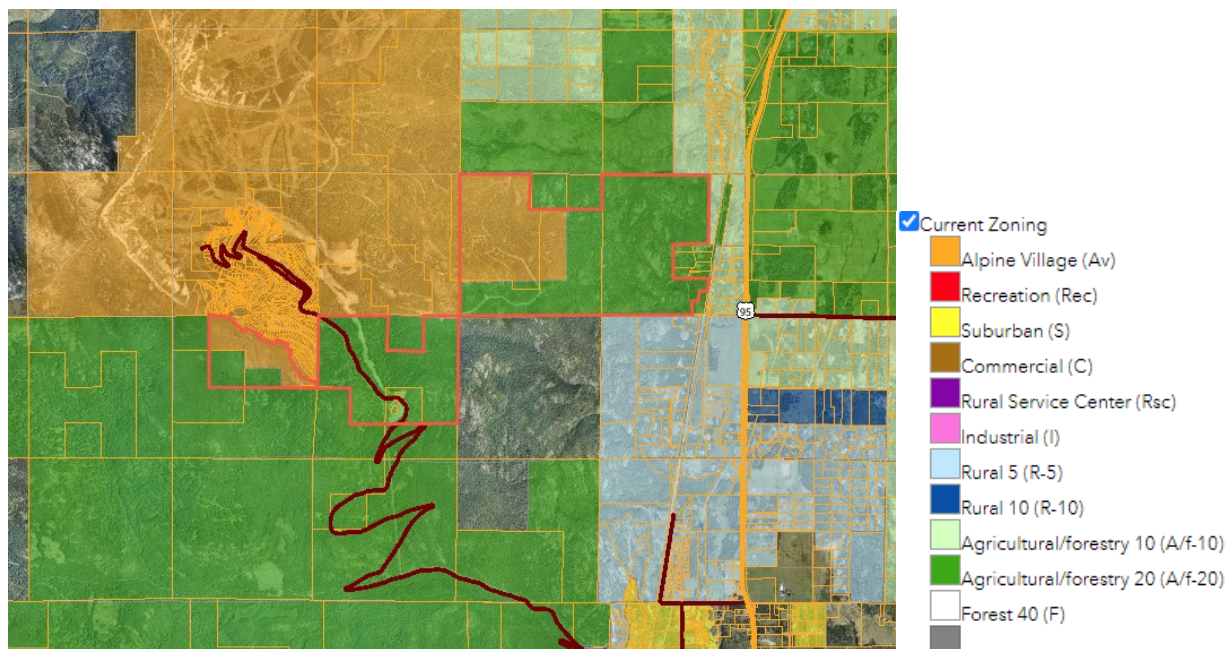 95
Current Zoning
Alpine Village (Av)
Recreation (Rec)
Suburban (S)
Commercial (C)
Rural Service Center (Rsc)
Industrial (I)
Rural 5 (R-5)
Rural 10 (R-10)
Agricultural/forestry 10 (A/f-10)
Agricultural/forestry 20 (A/f-20)
Forest 40 (F)